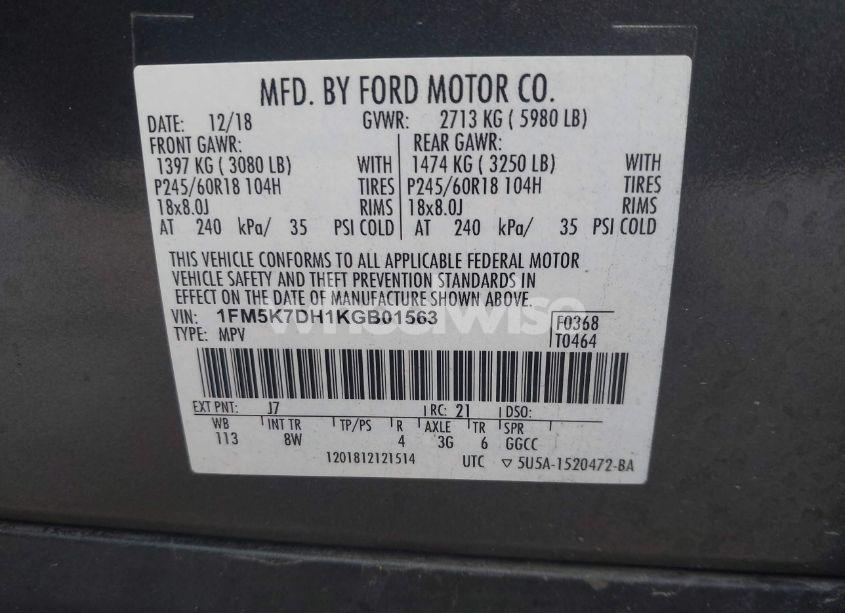 MFD. BY FORD MOTOR CO.
DATE: 12/18 GVWR: 2713 KG ( 5980 LB)
FRONT GAWR: REAR GAWR:
1397 KG ( 3080 LB) WITH 1474 KG ( 3250 LB) WITH
P245/60R18 104H TIRES P245/60R18 104H TIRES
18x8.0J RIMS 18x8.0J RIMS
AT 240 kPa/ 35 PSI COLD AT 240 kPa/ 35 PSI COLD
THIS VEHICLE CONFORMS TO ALL APPLICABLE FEDERAL MOTOR
VEHICLE SAFETY AND THEFT PREVENTION STANDARDS IN
EFFECT ON THE DATE OF MANUFACTURE SHOWN ABOVE.
VIN: 1FM5K7DH1KGB01563 F0368
TYPE: MPV T0464
wheelwise
EXT PNT: J7 RC: 21 DSO:
WB INT TR TP/PS R AXLE TR SPR
113 8W 4 3G 6 GGCC
1201812121514 UTC ▽ 5U5A-1520472-BA